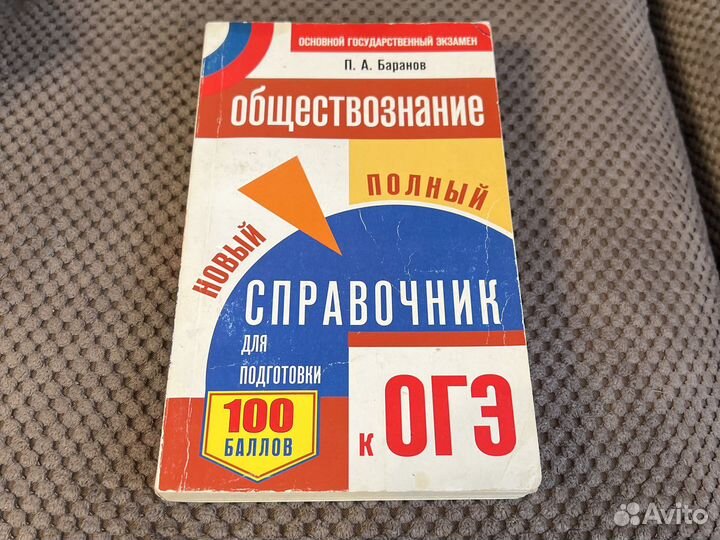 ОСНОВНОЙ ГОСУДАРСТВЕННЫЙ ЭКЗАМЕН
П. А. Баранов
Обществознание
НОВЫЙ
ПОЛНЫЙ
СПРАВОЧНИК
ДЛЯ
ПОДГОТОВКИ
100
БАЛЛОВ
К ОГЭ
Avito